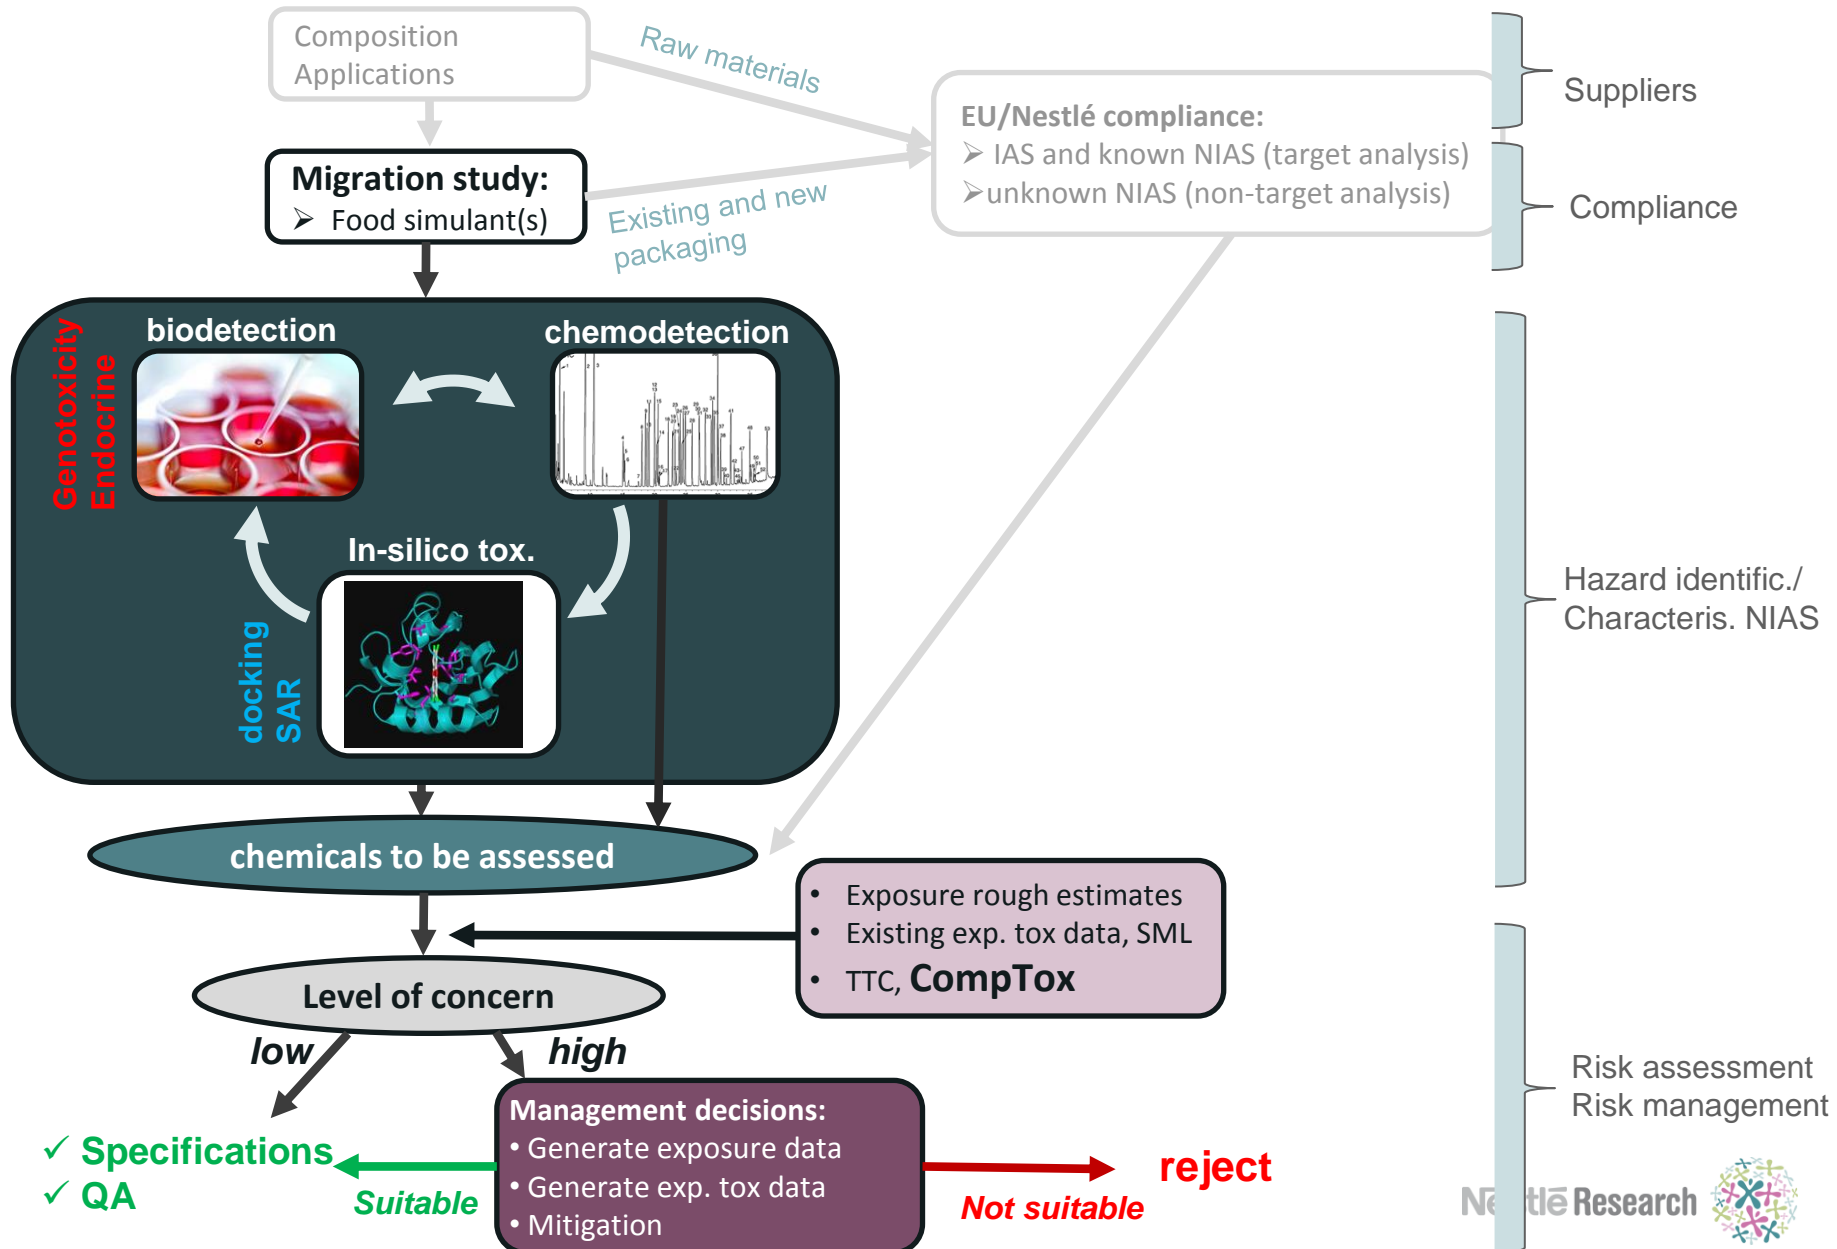 Composition
Applications
Raw materials
EU/Nestlé compliance:
➢ IAS and known NIAS (target analysis)
➢unknown NIAS (non-target analysis)
Suppliers
Compliance
Migration study:
➢ Food simulant(s)
Existing and new
packaging
biodetection
chemodetection
Genotoxicity
Endocrine
In-silico tox.
docking
SAR
Hazard identific./
Characteris. NIAS
chemicals to be assessed
• Exposure rough estimates
• Existing exp. tox data, SML
• TTC, CompTox
Level of concern
low
high
Risk assessment
Risk management
Management decisions:
• Generate exposure data
• Generate exp. tox data
• Mitigation
✓ Specifications
✓ QA
Suitable
Not suitable
reject
Nestlé Research